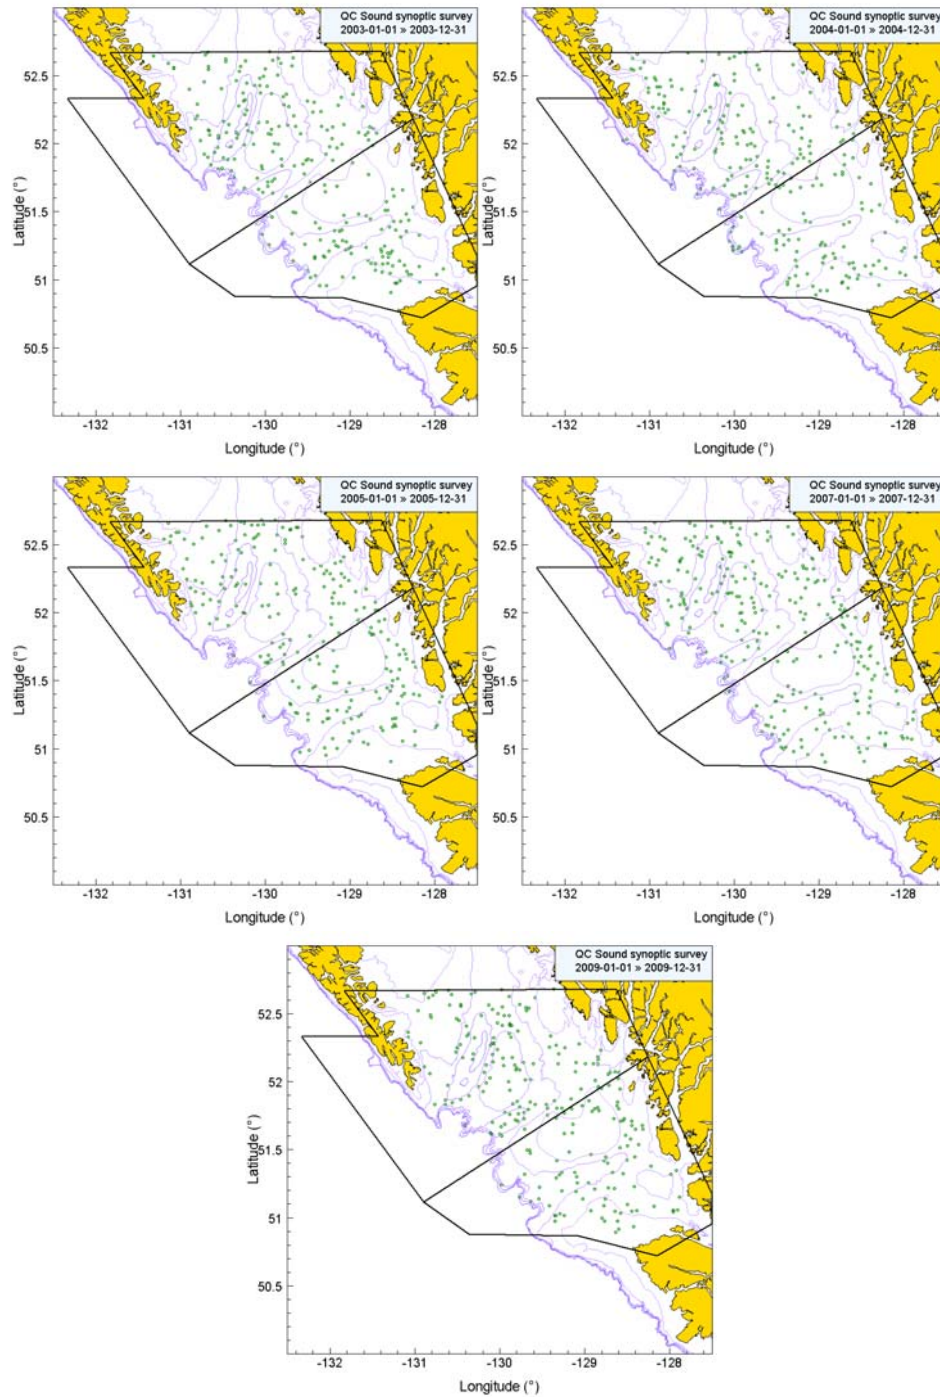 QC Sound synoptic survey
2003-01-01 » 2003-12-31
52.5
52
51.5
51
50.5
Latitude (°)
-132
-131
-130
-129
-128
Longitude (°)
QC Sound synoptic survey
2004-01-01 » 2004-12-31
52.5
52
51.5
51
50.5
Latitude (°)
-132
-131
-130
-129
-128
Longitude (°)
QC Sound synoptic survey
2005-01-01 » 2005-12-31
52.5
52
51.5
51
50.5
Latitude (°)
-132
-131
-130
-129
-128
Longitude (°)
QC Sound synoptic survey
2007-01-01 » 2007-12-31
52.5
52
51.5
51
50.5
Latitude (°)
-132
-131
-130
-129
-128
Longitude (°)
QC Sound synoptic survey
2009-01-01 » 2009-12-31
52.5
52
51.5
51
50.5
Latitude (°)
-132
-131
-130
-129
-128
Longitude (°)